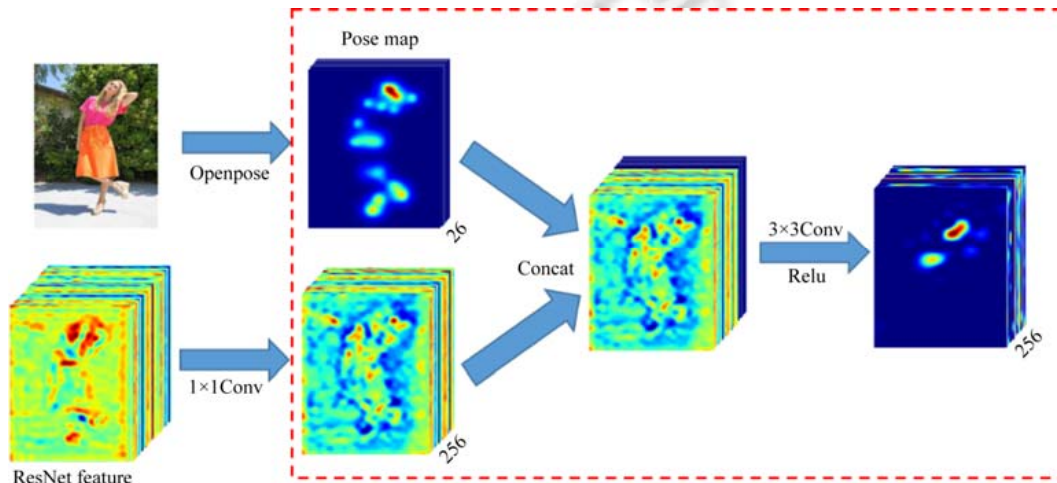 Pose map
Openpose
26
3×3Conv
Concat
Relu
256
1×1Conv
256
ResNet feature